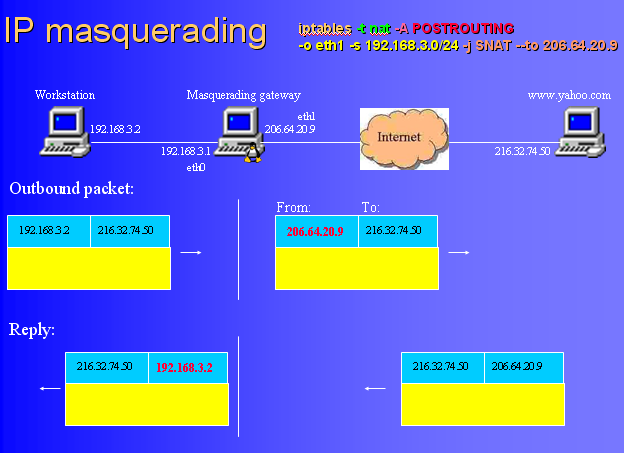 IP masquerading
iptables -t nat -A POSTROUTING
-o eth1 -s 192.168.3.0/24 -j SNAT --to 206.64.20.9
Workstation
Masquerading gateway
www.yahoo.com
192.168.3.2
eth1
206.64.20.9
Internet
192.168.3.1
eth0
216.32.74.50
Outbound packet:
From: To:
192.168.3.2 216.32.74.50
206.64.20.9 216.32.74.50
Reply:
216.32.74.50 192.168.3.2
216.32.74.50 206.64.20.9